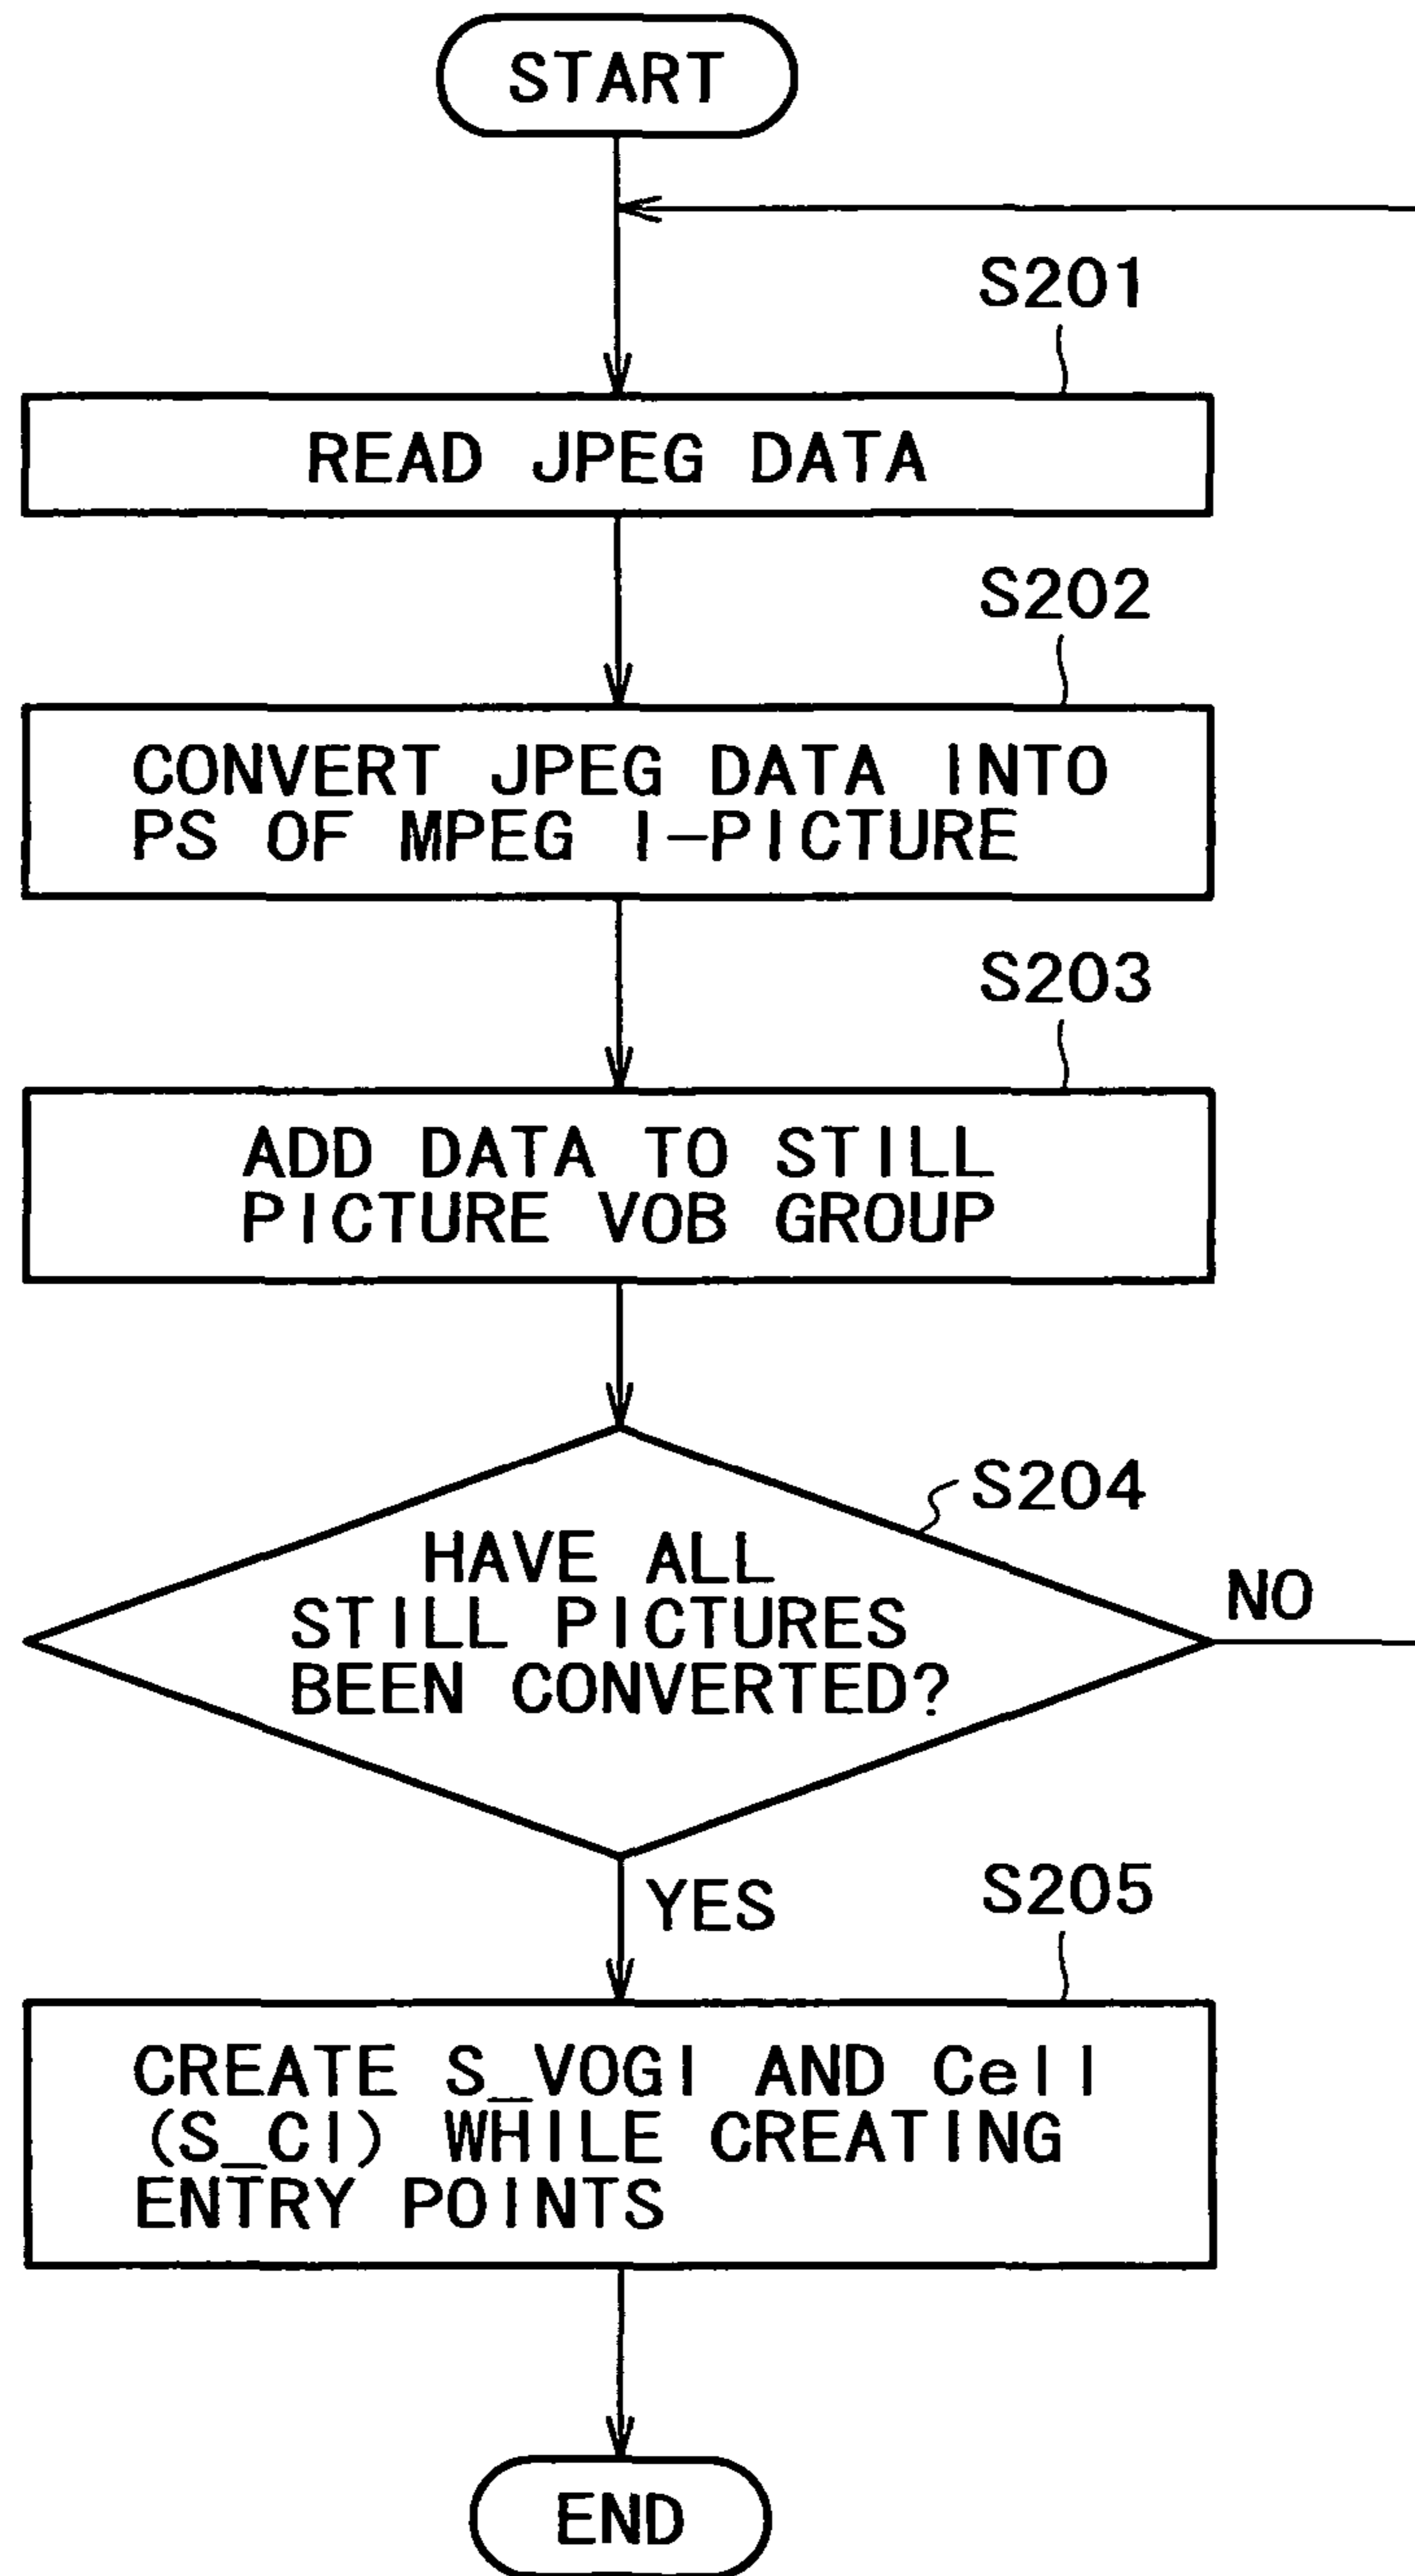 START
S201
READ JPEG DATA
S202
CONVERT JPEG DATA INTO
PS OF MPEG I-PICTURE
S203
ADD DATA TO STILL
PICTURE VOB GROUP
S204
HAVE ALL
STILL PICTURES
BEEN CONVERTED?
NO
YES
S205
CREATE S_VOGI AND Cell
(S_CI) WHILE CREATING
ENTRY POINTS
END